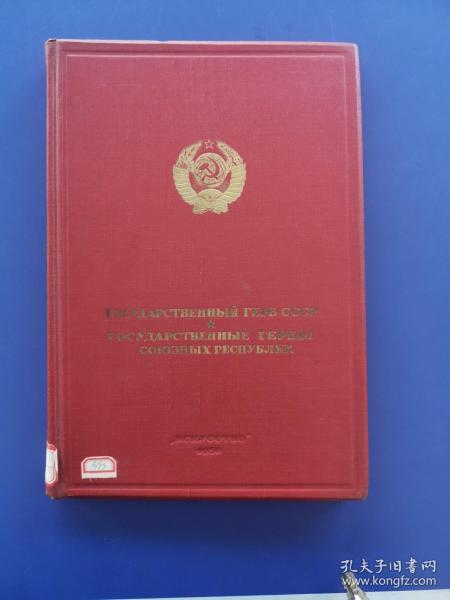 ГОСУДАРСТВЕННЫЙ ГЕРБ СССР
★
ГОСУДАРСТВЕННЫЕ ГЕРБЫ
СОЮЗНЫХ РЕСПУБЛИК
„ИСКУССТВО"
孔夫子旧书网
www.kongfz.com